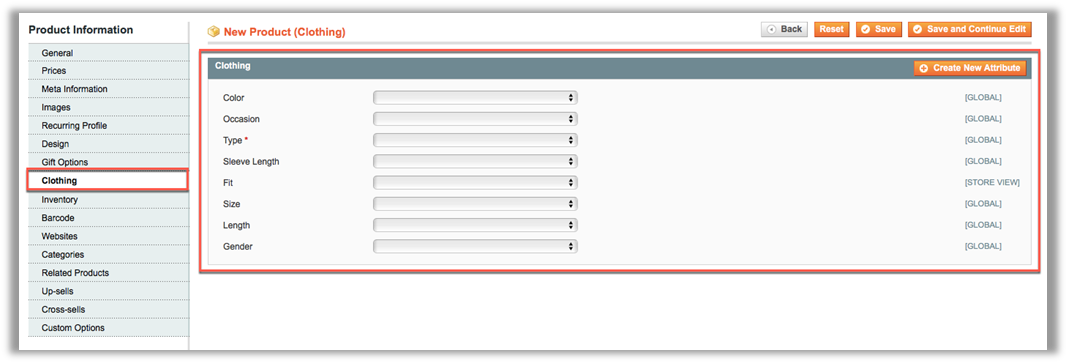 Product Information
General
Prices
Meta Information
Images
Recurring Profile
Design
Gift Options
Clothing
Inventory
Barcode
Websites
Categories
Related Products
Up-sells
Cross-sells
Custom Options
New Product (Clothing)
Back Reset Save Save and Continue Edit
Clothing Create New Attribute
Color [GLOBAL]
Occasion [GLOBAL]
Type * [GLOBAL]
Sleeve Length [GLOBAL]
Fit [STORE VIEW]
Size [GLOBAL]
Length [GLOBAL]
Gender [GLOBAL]